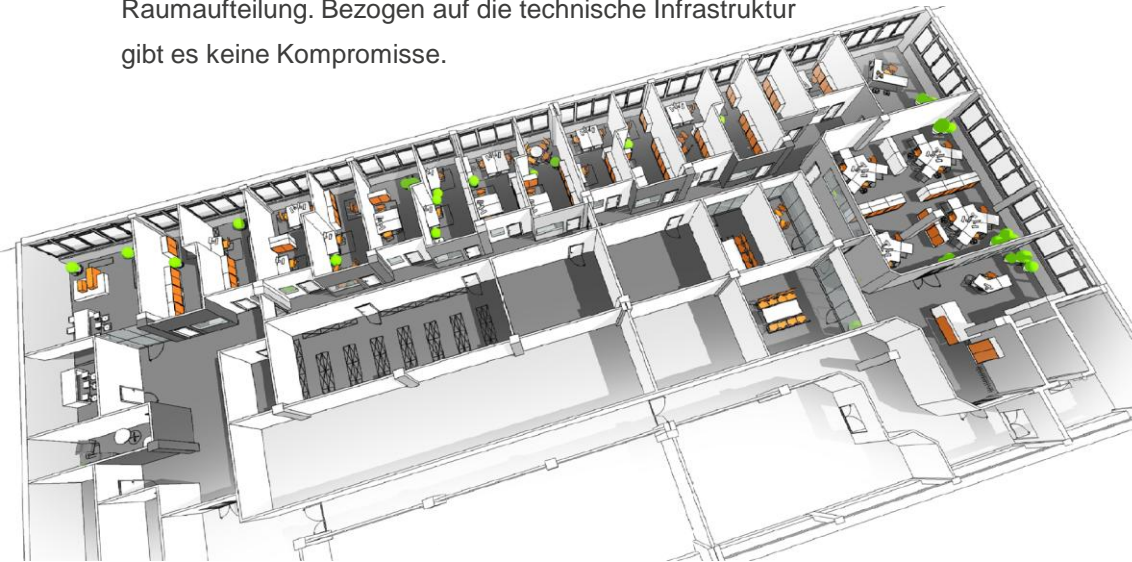 Raumaufteilung. Bezogen auf die technische Infrastruktur
gibt es keine Kompromisse.